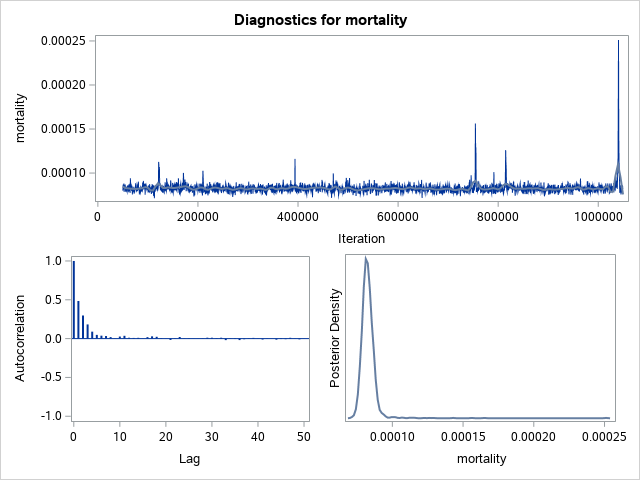 Diagnostics for mortality
mortality
0.00025
0.00020
0.00015
0.00010
0 200000 400000 600000 800000 1000000
Iteration
Autocorrelation
1.0
0.5
0.0
-0.5
-1.0
0 10 20 30 40 50
Lag
Posterior Density
0.00010 0.00015 0.00020 0.00025
mortality